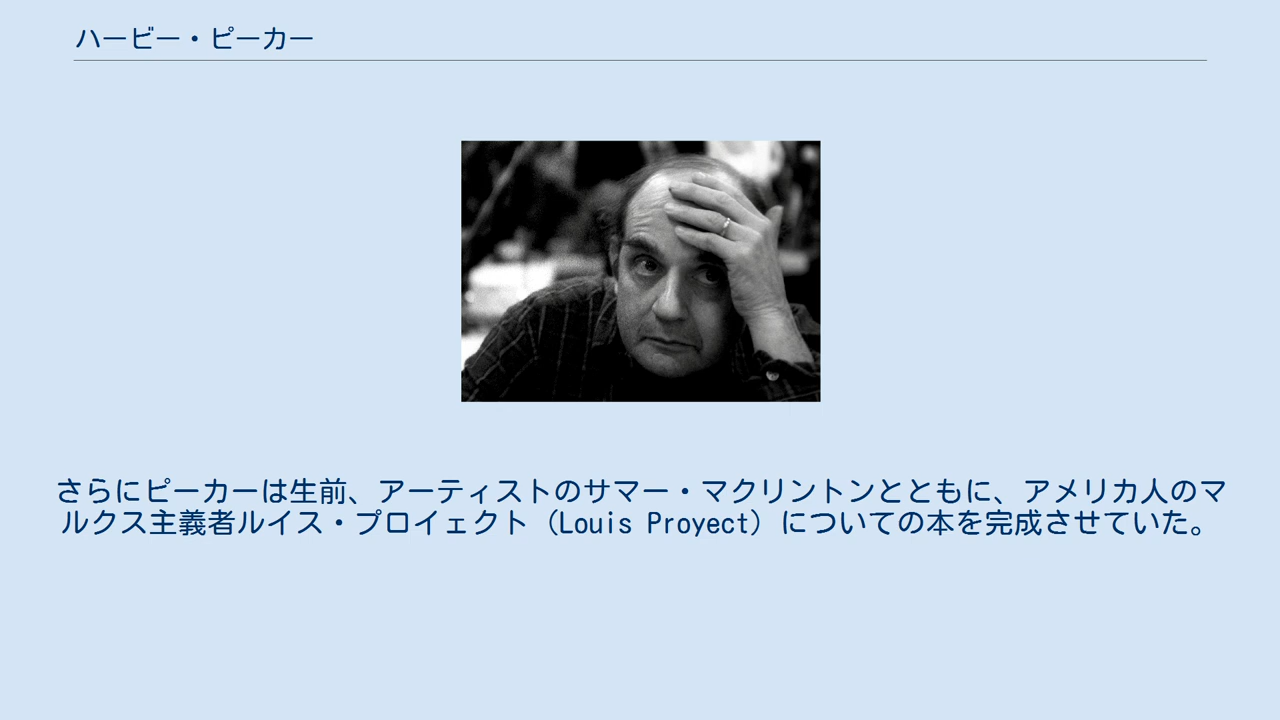 ハービー・ピーカー
さらにピーカーは生前、アーティストのサマー・マクリントンとともに、アメリカ人のマ
ルクス主義者ルイス・プロイェクト（Louis Proyect）についての本を完成させていた。